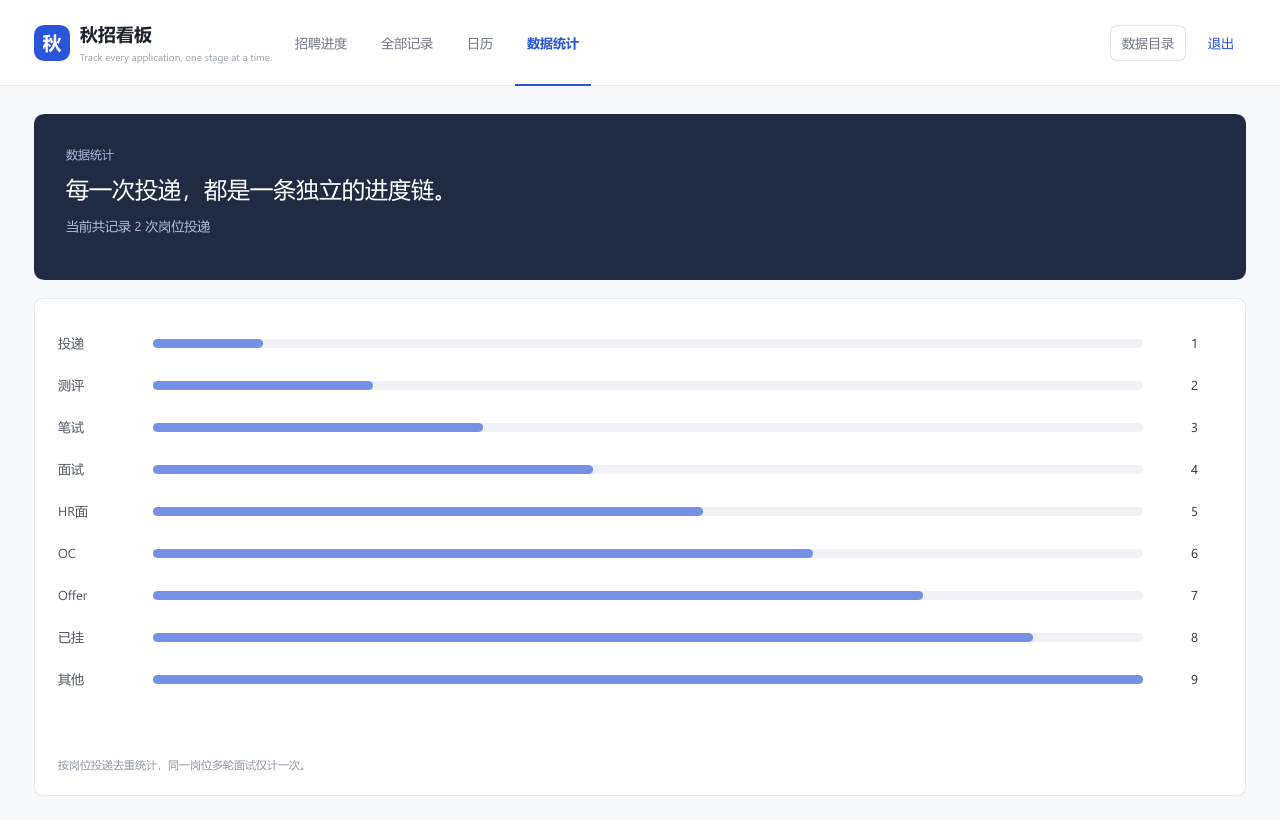 秋
秋招看板
Track every application, one stage at a time.
招聘进度
全部记录
日历
数据统计
数据目录
退出
数据统计
每一次投递，都是一条独立的进度链。
当前共记录 2 次岗位投递
投递 1
测评 2
笔试 3
面试 4
HR面 5
OC 6
Offer 7
已挂 8
其他 9
按岗位投递去重统计，同一岗位多轮面试仅计一次。